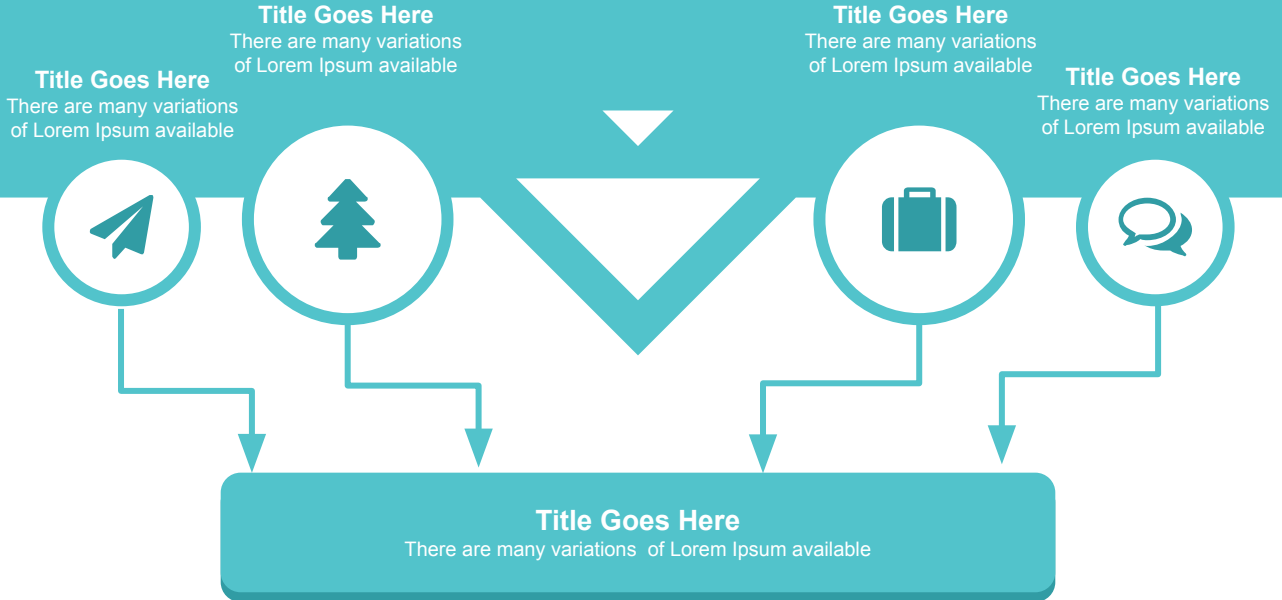 Title Goes Here
There are many variations
of Lorem Ipsum available
Title Goes Here
There are many variations
of Lorem Ipsum available
Title Goes Here
There are many variations
of Lorem Ipsum available
Title Goes Here
There are many variations
of Lorem Ipsum available
Title Goes Here
There are many variations  of Lorem Ipsum available